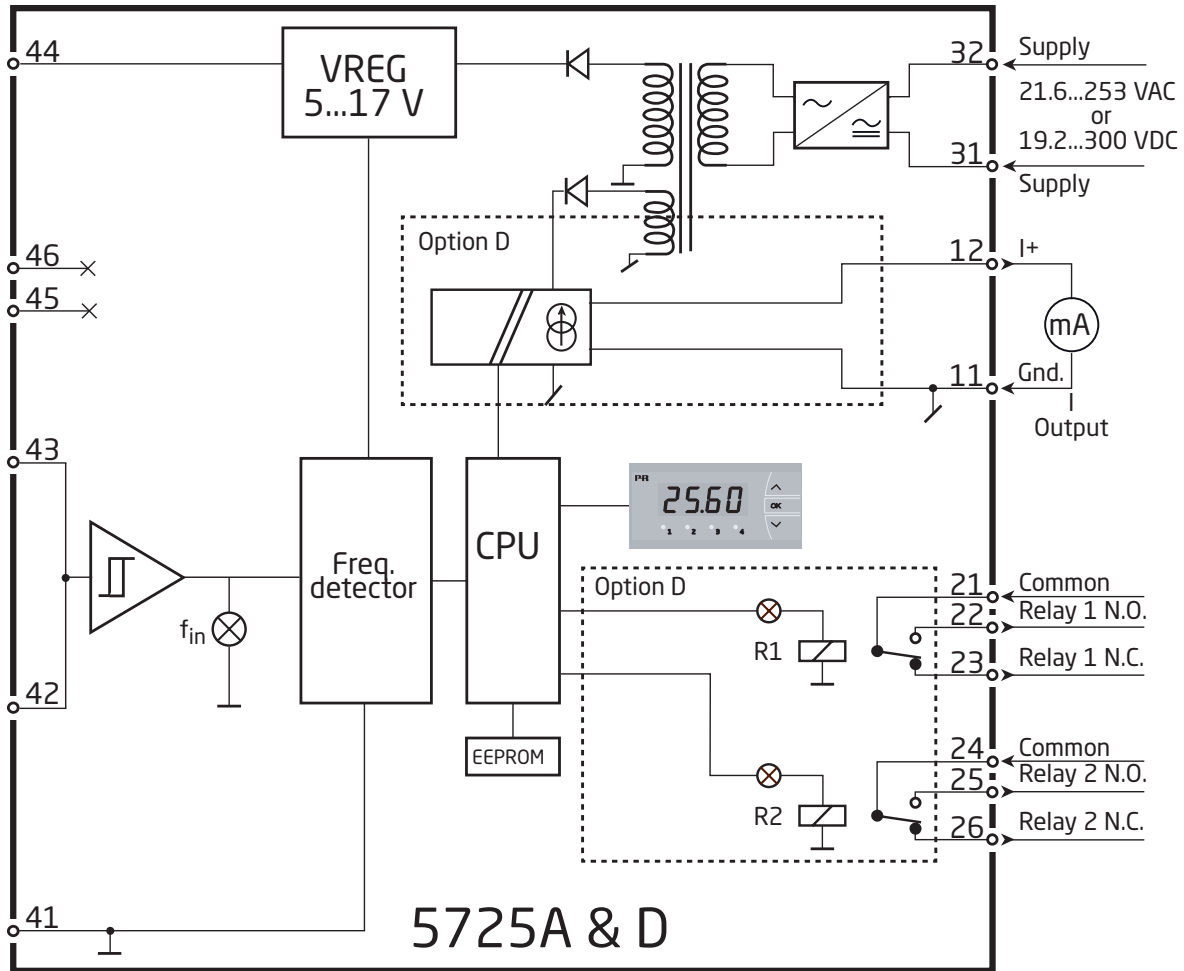 44
VREG
5...17 V
32
Supply
21.6...253 VAC
or
19.2...300 VDC
31
Supply
46
45
Option D
12
I+
mA
11
Gnd.
I
Output
43
PR
25.60
OK
1 2 3 4
CPU
Freq.
detector
fin
42
EEPROM
Option D
21
Common
22
Relay 1 N.O.
R1
23
Relay 1 N.C.
24
Common
25
Relay 2 N.O.
R2
26
Relay 2 N.C.
41
5725A & D